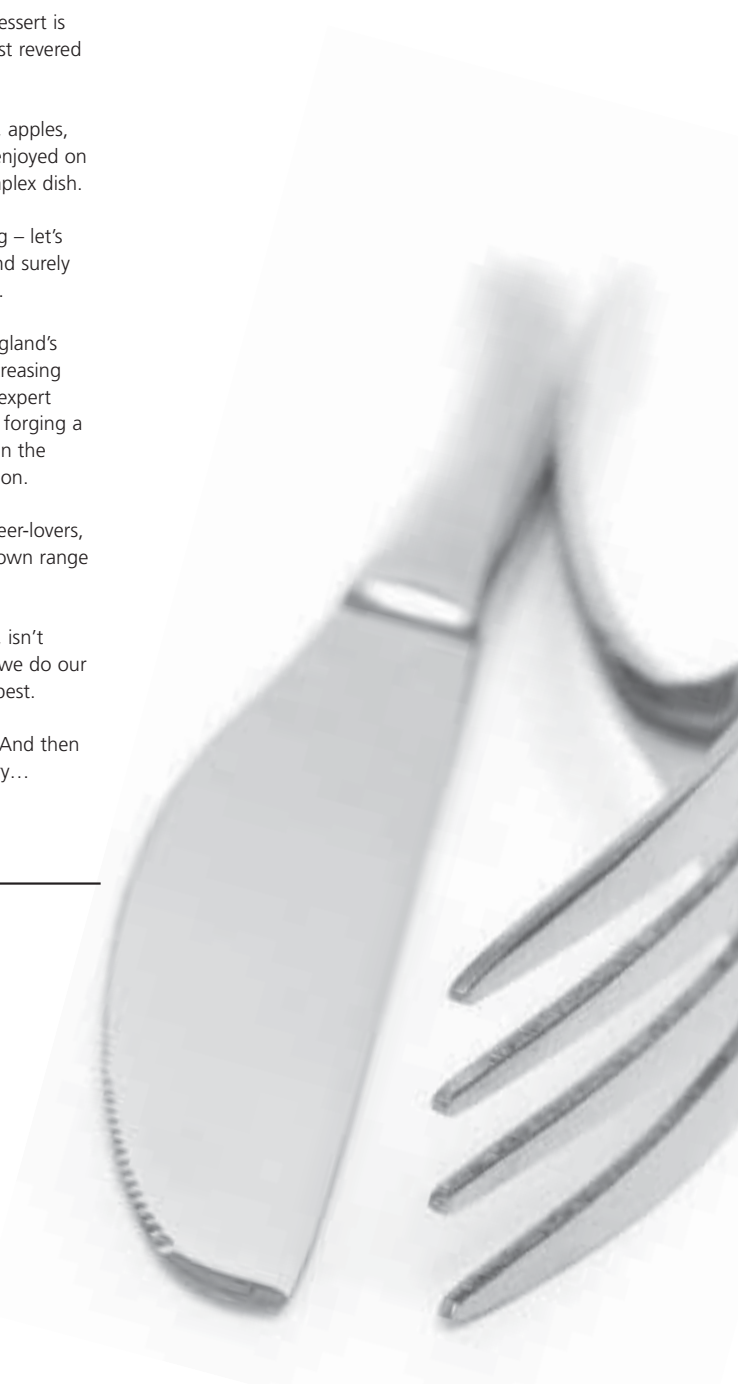 essert is
st revered
apples,
enjoyed on
plex dish.
g – let’s
nd surely
.
gland’s
reasing
expert
forging a
n the
on.
eer-lovers,
own range
isn’t
we do our
best.
And then
y…